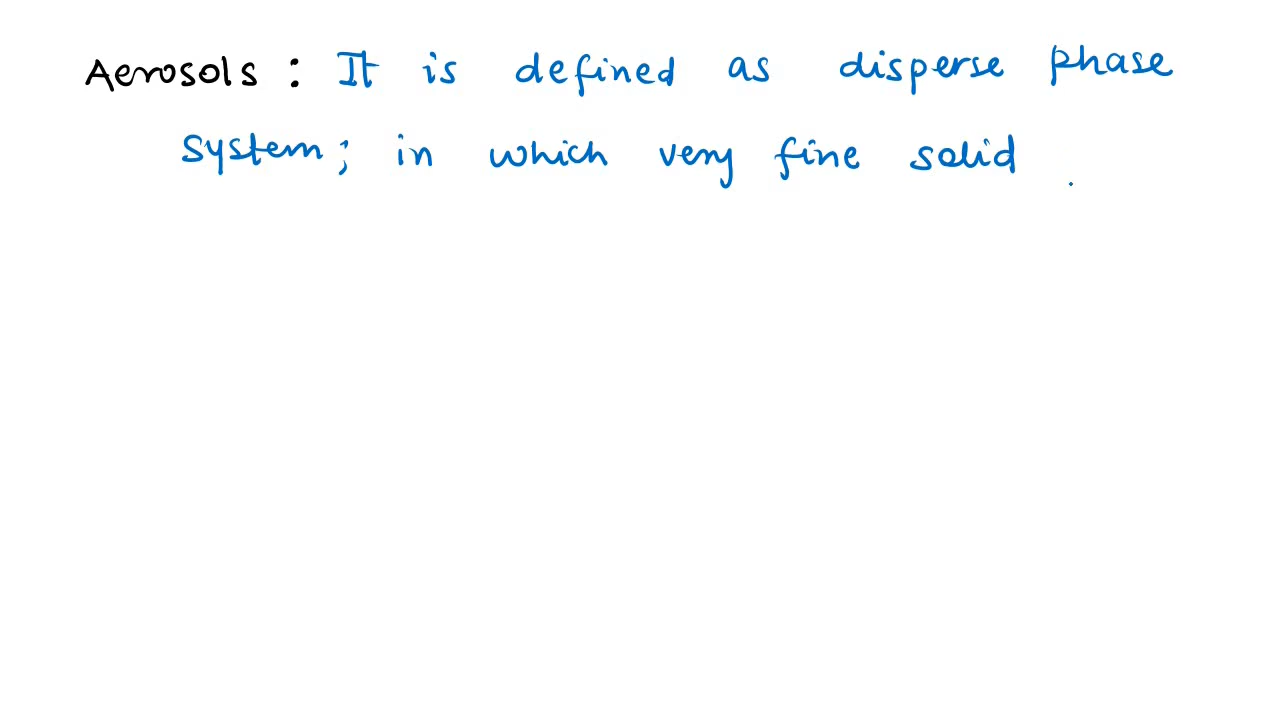 Aerosols : It is defined as disperse phase
system; in which very fine solid